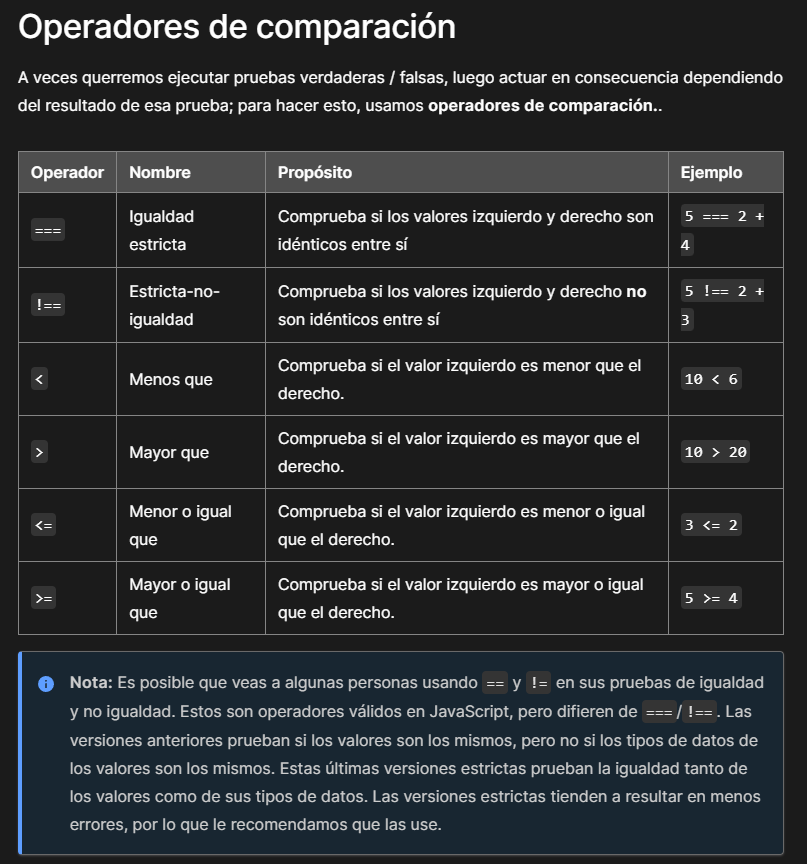 Operadores de comparación
A veces querremos ejecutar pruebas verdaderas / falsas, luego actuar en consecuencia dependiendo
del resultado de esa prueba; para hacer esto, usamos operadores de comparación..
Operador Nombre Propósito Ejemplo
=== Igualdad estricta Comprueba si los valores izquierdo y derecho son idénticos entre sí 5 === 2 + 4
!== Estricta-no-igualdad Comprueba si los valores izquierdo y derecho no son idénticos entre sí 5 !== 2 + 3
< Menos que Comprueba si el valor izquierdo es menor que el derecho. 10 < 6
> Mayor que Comprueba si el valor izquierdo es mayor que el derecho. 10 > 20
<= Menor o igual que Comprueba si el valor izquierdo es menor o igual que el derecho. 3 <= 2
>= Mayor o igual que Comprueba si el valor izquierdo es mayor o igual que el derecho. 5 >= 4
Nota: Es posible que veas a algunas personas usando == y != en sus pruebas de igualdad
y no igualdad. Estos son operadores válidos en JavaScript, pero difieren de ===/!==. Las
versiones anteriores prueban si los valores son los mismos, pero no si los tipos de datos de
los valores son los mismos. Estas últimas versiones estrictas prueban la igualdad tanto de
los valores como de sus tipos de datos. Las versiones estrictas tienden a resultar en menos
errores, por lo que le recomendamos que las use.